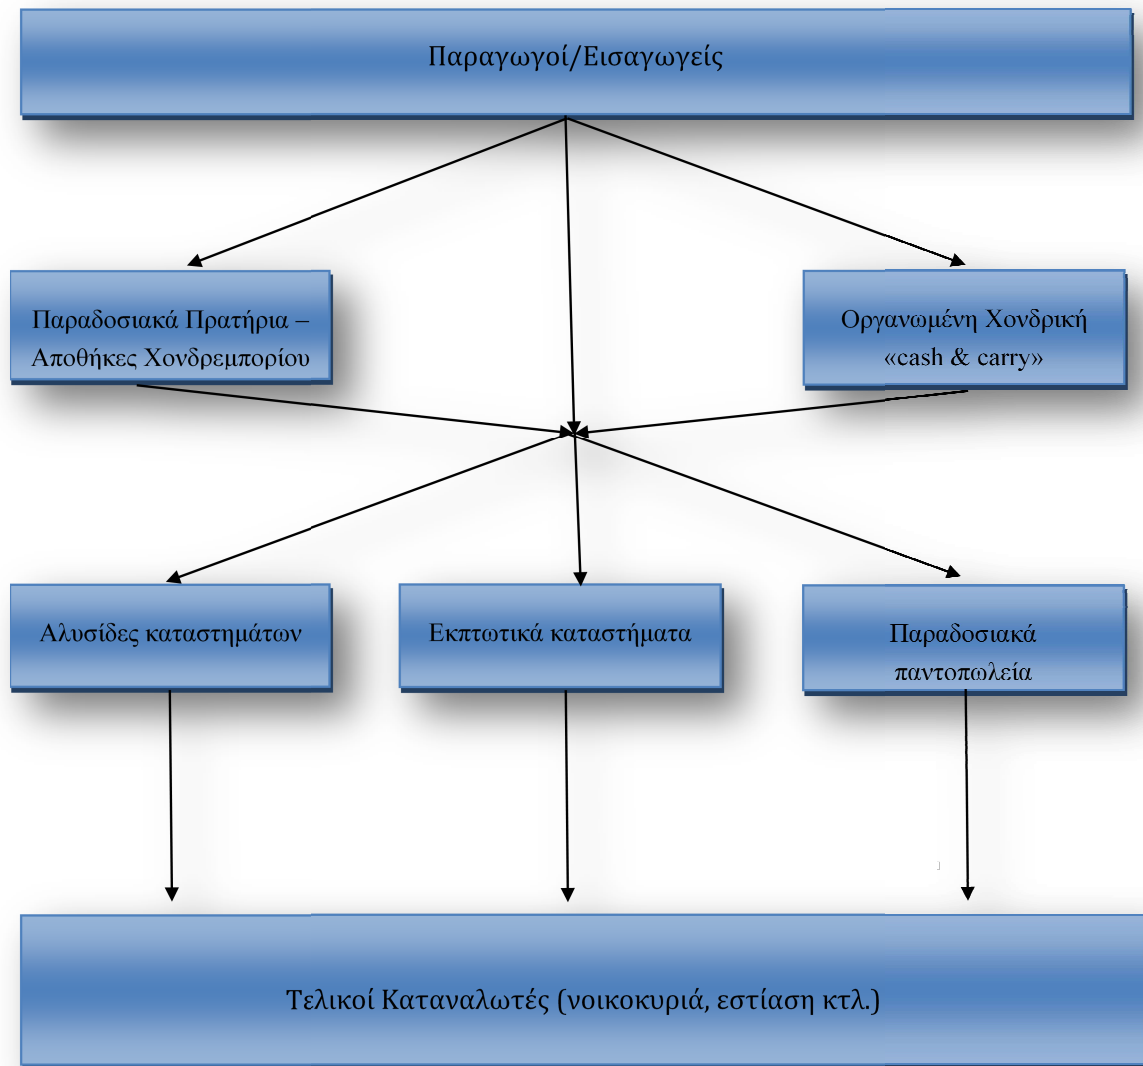 Παραγωγοί/Εισαγωγείς
Παραδοσιακά Πρατήρια –
Αποθήκες Χονδρεμπορίου
Οργανωμένη Χονδρική
«cash & carry»
Αλυσίδες καταστημάτων
Εκπτωτικά καταστήματα
Παραδοσιακά
παντοπωλεία
Τελικοί Καταναλωτές (νοικοκυριά, εστίαση κτλ.)